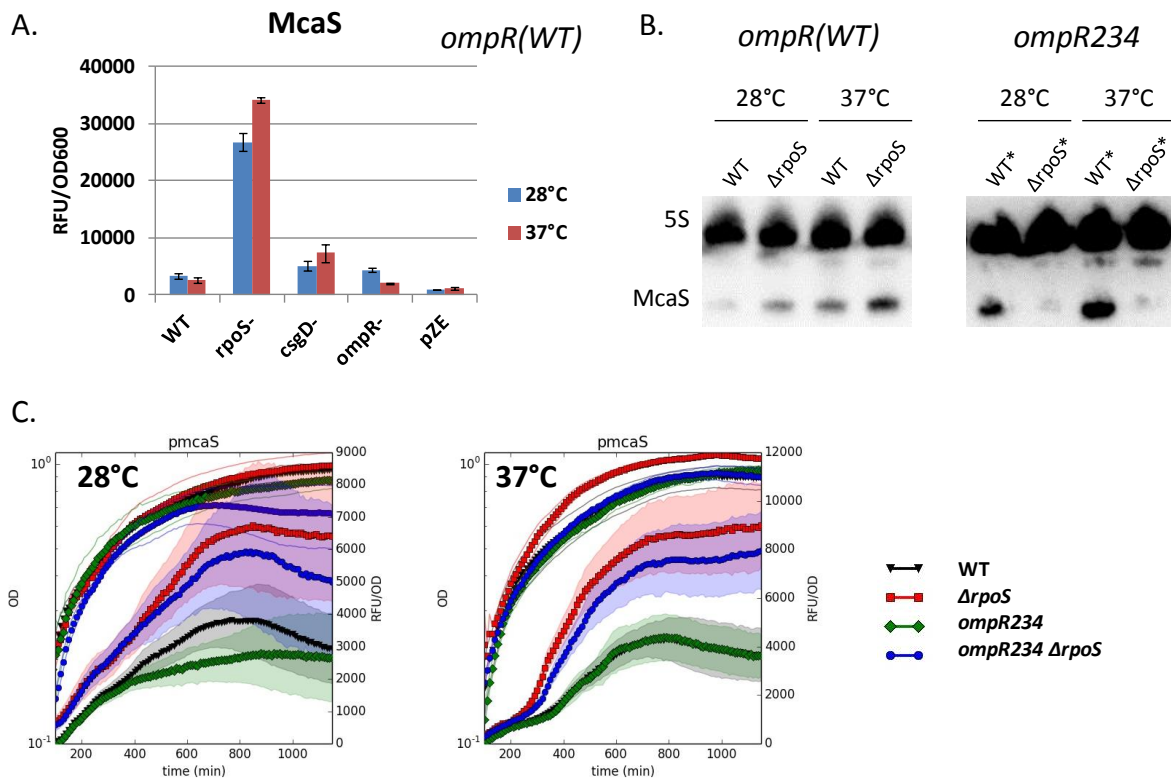 A.
McaS
ompR(WT)
RFU/OD600
40000
30000
20000
10000
0
WT
rpoS-
csgD-
ompR-
pZE
28°C
37°C
B.
ompR(WT)
ompR234
28°C
37°C
28°C
37°C
WT
ΔrpoS
WT
ΔrpoS
WT*
ΔrpoS*
WT*
ΔrpoS*
5S
McaS
C.
pmcaS
28°C
10⁰
10⁻¹
OD
9000
8000
7000
6000
5000
4000
3000
2000
1000
0
RFU/OD
200
400
600
800
1000
time (min)
pmcaS
37°C
10⁰
10⁻¹
OD
12000
10000
8000
6000
4000
2000
0
RFU/OD
200
400
600
800
1000
time (min)
WT
ΔrpoS
ompR234
ompR234 ΔrpoS